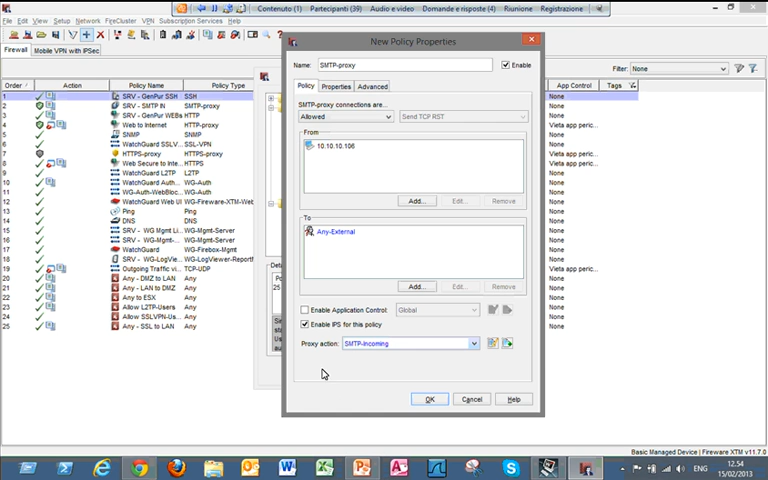 Contenuto (1) Partecipanti (39) Audio e video Domande e risposte (4) Riunione Registrazione
File Edit View Setup Network FireCluster VPN Subscription Services Help
Firewall Mobile VPN with IPSec
Filter: None
Order Action Policy Name Policy Type App Control Tags
1 SRV - GenPur SSH SSH None
2 SRV - SMTP IN SMTP-proxy None
3 SRV - GenPur WEBs HTTP None
4 Web to Internet HTTP-proxy Vieta app peric...
5 SNMP SNMP None
6 WatchGuard SSLV... SSL-VPN None
7 HTTPS-proxy HTTPS Vieta app peric...
8 Web Secure to Inte... HTTPS Vieta app peric...
9 WatchGuard L2TP L2TP None
10 WatchGuard Auth... WG-Auth None
11 WG-Auth-WebBloc... WG-Auth None
12 WatchGuard Web UI WG-Fireware-XTM-Web None
13 Ping Ping None
14 DNS DNS None
15 SRV - WG Mgmt Li... WG-Mgmt-Server None
16 SRV - WG Mgmt... WG-Mgmt-Server None
17 WatchGuard WG-Firebox-Mgmt None
18 SRV - WG-LogVie... WG-LogViewer-Report None
19 Outgoing Traffic vi... TCP-UDP Vieta app peric...
20 Any - DMZ to LAN Any None
21 Any - LAN to DMZ Any None
22 Any to ESX Any None
23 Allow L2TP-Users Any None
24 Allow SSLVPN-Us... Any None
25 Any - SSL to LAN Any None
New Policy Properties
Name: SMTP-proxy Enable
Policy Properties Advanced
SMTP-proxy connections are...
Allowed Send TCP RST
From
10.10.10.106
Add... Edit... Remove
To
Any-External
Add... Edit... Remove
Enable Application Control: Global
Enable IPS for this policy
Proxy action: SMTP-Incoming
OK Cancel Help
Basic Managed Device Fireware XTM v11.7.0
ENG
12.54
15/02/2013